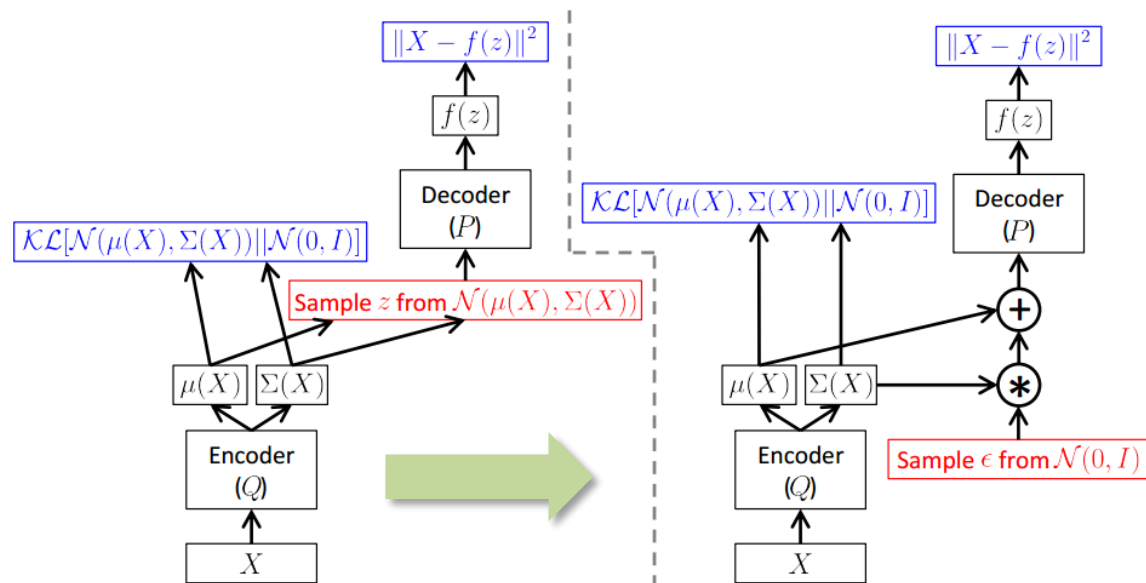 ‖X − f(z)‖²
f(z)
Decoder
(P)
𝒦ℒ[𝒩(μ(X), Σ(X))||𝒩(0, I)]
Sample z from 𝒩(μ(X), Σ(X))
μ(X)
Σ(X)
Encoder
(Q)
X
‖X − f(z)‖²
f(z)
Decoder
(P)
𝒦ℒ[𝒩(μ(X), Σ(X))||𝒩(0, I)]
+
μ(X)
Σ(X)
*
Encoder
(Q)
Sample ϵ from 𝒩(0, I)
X